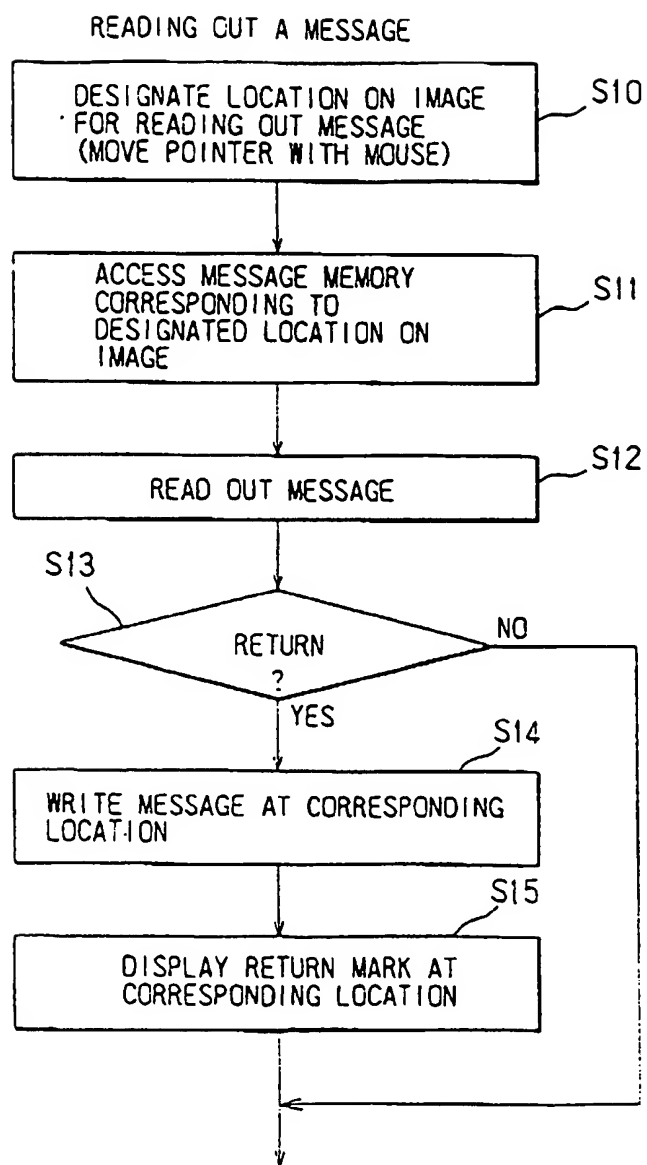 READING OUT A MESSAGE
S10
DESIGNATE LOCATION ON IMAGE
FOR READING OUT MESSAGE
(MOVE POINTER WITH MOUSE)
S11
ACCESS MESSAGE MEMORY
CORRESPONDING TO
DESIGNATED LOCATION ON
IMAGE
S12
READ OUT MESSAGE
S13
RETURN
?
NO
YES
S14
WRITE MESSAGE AT CORRESPONDING
LOCATION
S15
DISPLAY RETURN MARK AT
CORRESPONDING LOCATION